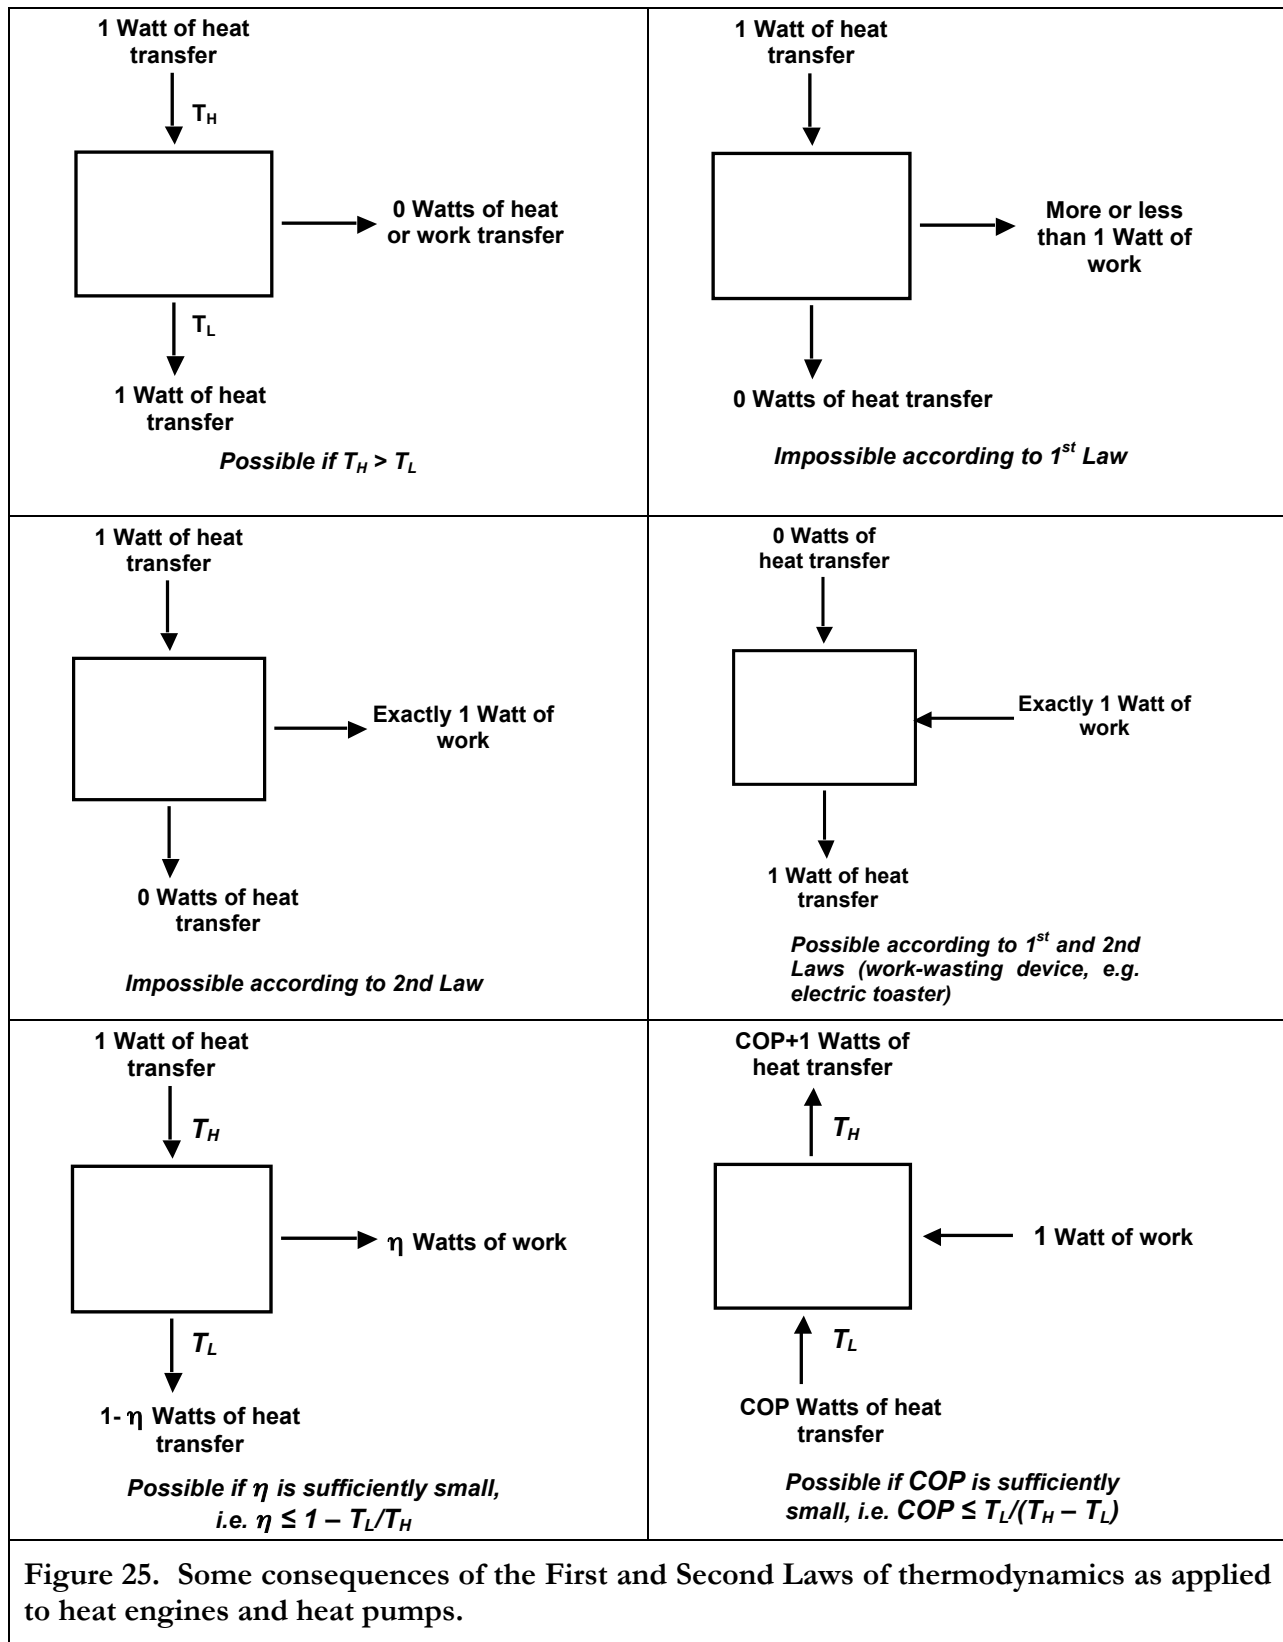 1 Watt of heat
transfer
T_H
0 Watts of heat
or work transfer
T_L
1 Watt of heat
transfer
Possible if T_H > T_L
1 Watt of heat
transfer
More or less
than 1 Watt of
work
0 Watts of heat transfer
Impossible according to 1st Law
1 Watt of heat
transfer
Exactly 1 Watt of
work
0 Watts of heat
transfer
Impossible according to 2nd Law
0 Watts of
heat transfer
Exactly 1 Watt of
work
1 Watt of heat
transfer
Possible according to 1st and 2nd
Laws (work-wasting device, e.g.
electric toaster)
1 Watt of heat
transfer
T_H
η Watts of work
T_L
1- η Watts of heat
transfer
Possible if η is sufficiently small,
i.e. η ≤ 1 – T_L/T_H
COP+1 Watts of
heat transfer
T_H
1 Watt of work
T_L
COP Watts of heat
transfer
Possible if COP is sufficiently
small, i.e. COP ≤ T_L/(T_H – T_L)
Figure 25. Some consequences of the First and Second Laws of thermodynamics as applied
to heat engines and heat pumps.